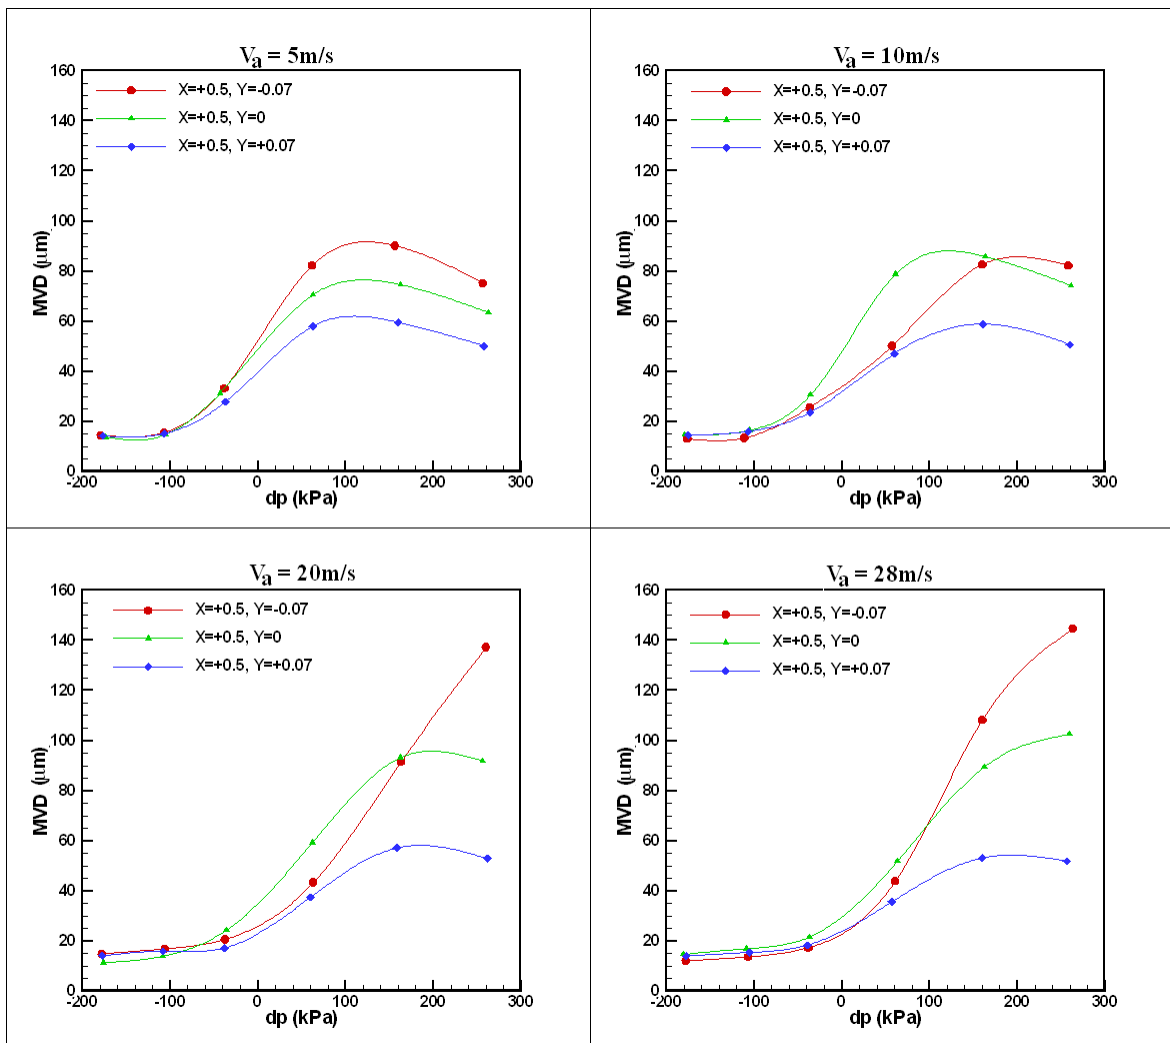 Va = 5m/s
X=+0.5, Y=-0.07
X=+0.5, Y=0
X=+0.5, Y=+0.07
MVD (μm)
160
140
120
100
80
60
40
20
0
-200 -100 0 100 200 300
dp (kPa)
Va = 10m/s
X=+0.5, Y=-0.07
X=+0.5, Y=0
X=+0.5, Y=+0.07
MVD (μm)
160
140
120
100
80
60
40
20
0
-200 -100 0 100 200 300
dp (kPa)
Va = 20m/s
X=+0.5, Y=-0.07
X=+0.5, Y=0
X=+0.5, Y=+0.07
MVD (μm)
160
140
120
100
80
60
40
20
0
-200 -100 0 100 200 300
dp (kPa)
Va = 28m/s
X=+0.5, Y=-0.07
X=+0.5, Y=0
X=+0.5, Y=+0.07
MVD (μm)
160
140
120
100
80
60
40
20
0
-200 -100 0 100 200 300
dp (kPa)